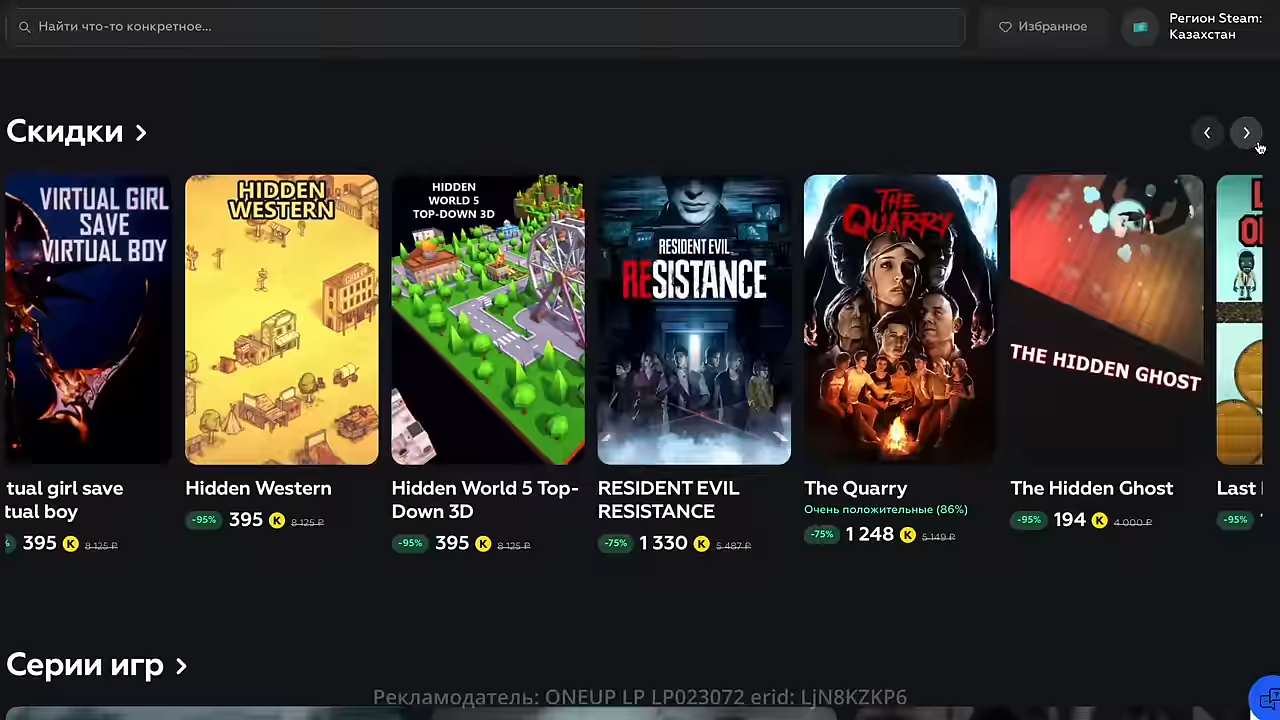 Найти что-то конкретное...
Избранное
Регион Steam:
Казахстан
Скидки
VIRTUAL GIRL
SAVE
VIRTUAL BOY
HIDDEN
WESTERN
HIDDEN
WORLD 5
TOP-DOWN 3D
RESIDENT EVIL
RESISTANCE
THE
QUARRY
THE HIDDEN GHOST
tual girl save
tual boy
395 K 8 125 ₽
Hidden Western
-95% 395 K 8 125 ₽
Hidden World 5 Top-
Down 3D
-95% 395 K 8 125 ₽
RESIDENT EVIL
RESISTANCE
-75% 1 330 K 5 487 ₽
The Quarry
Очень положительные (86%)
-75% 1 248 K 5 149 ₽
The Hidden Ghost
-95% 194 K 4 000 ₽
Last
-95%
Серии игр
Рекламодатель: ONEUP LP LP023072 erid: LjN8KZKP6